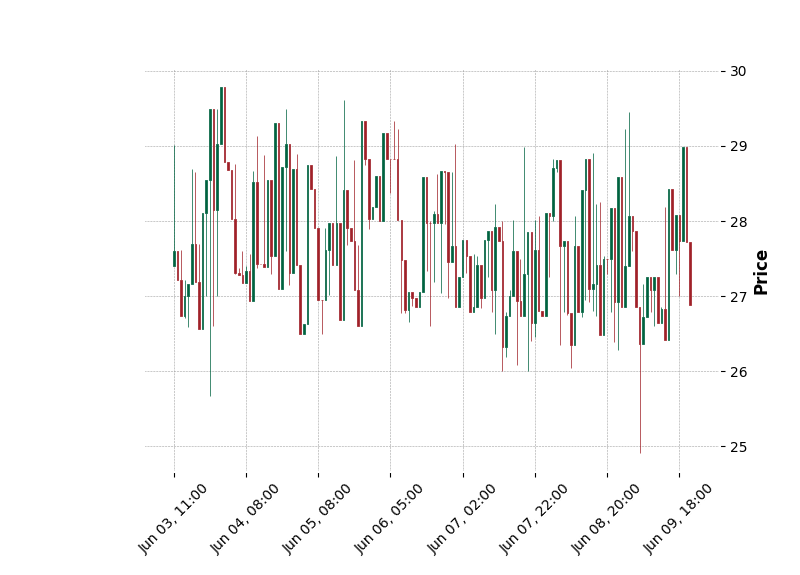 30
29
28
27
26
25
Price
Jun 03, 11:00
Jun 04, 08:00
Jun 05, 08:00
Jun 06, 05:00
Jun 07, 02:00
Jun 07, 22:00
Jun 08, 20:00
Jun 09, 18:00